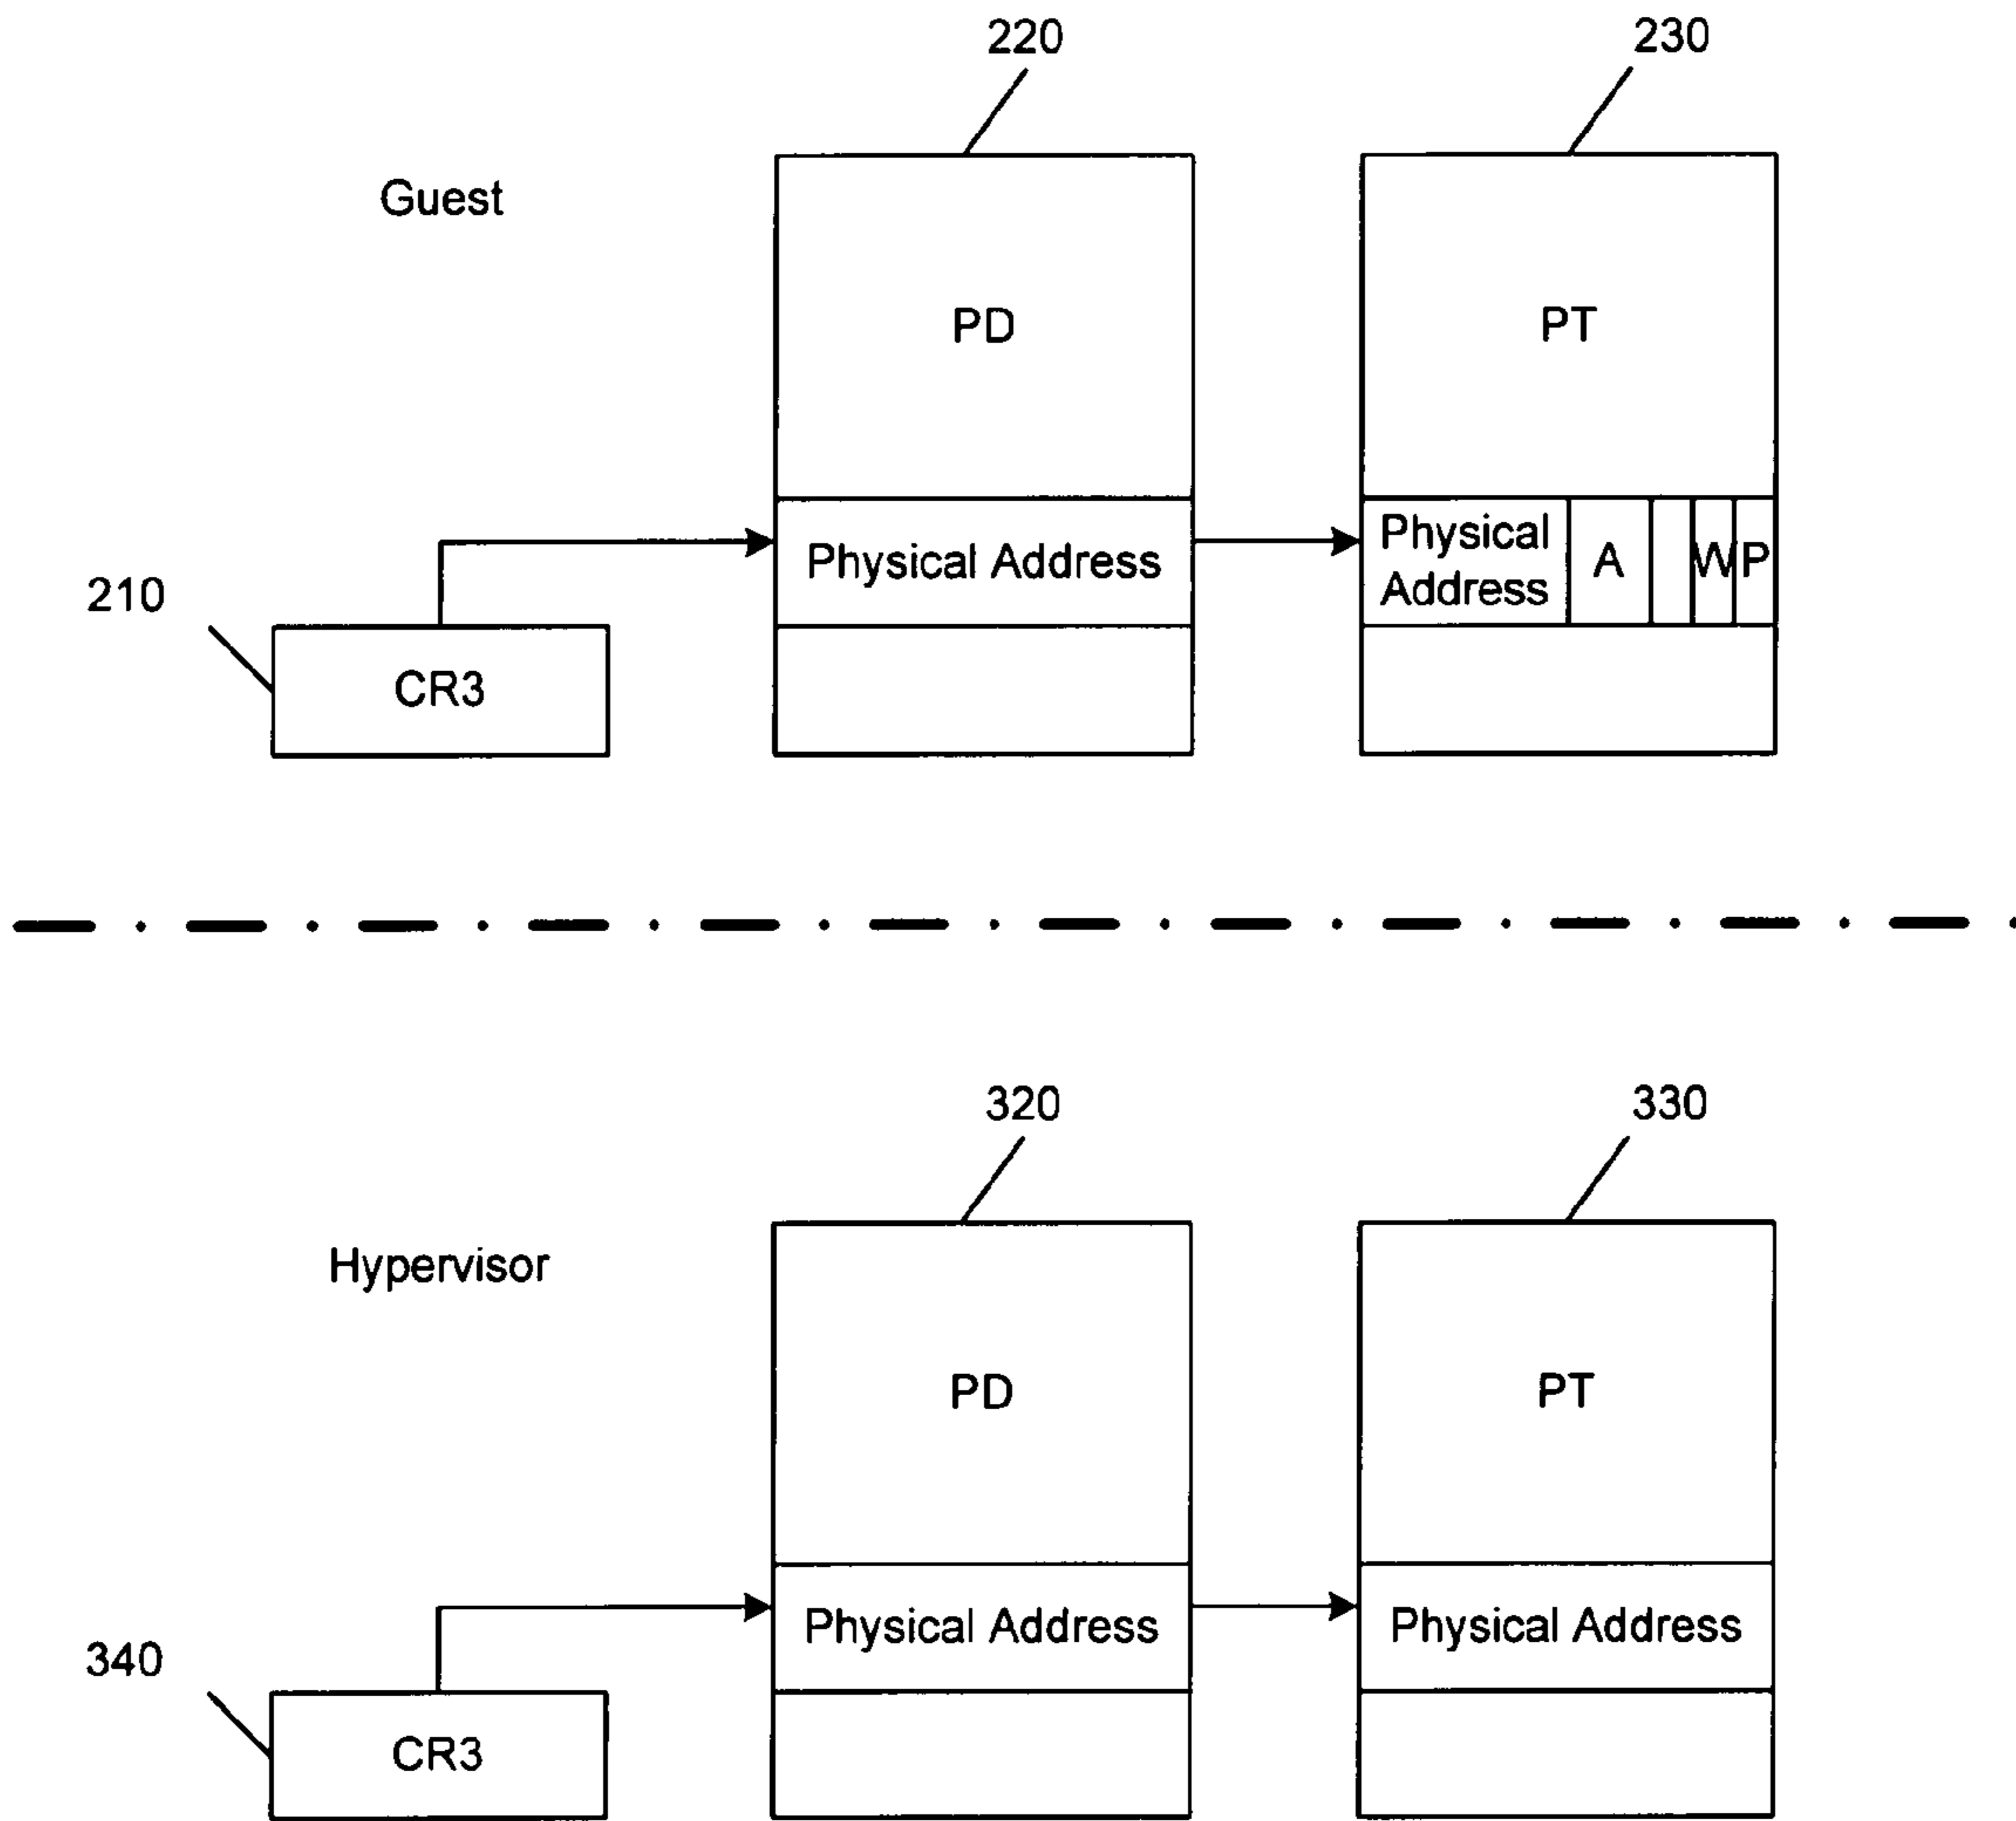 220
230
Guest
PD
PT
Physical Address
Physical
Address
A
W
P
210
CR3
320
330
Hypervisor
PD
PT
Physical Address
Physical Address
340
CR3